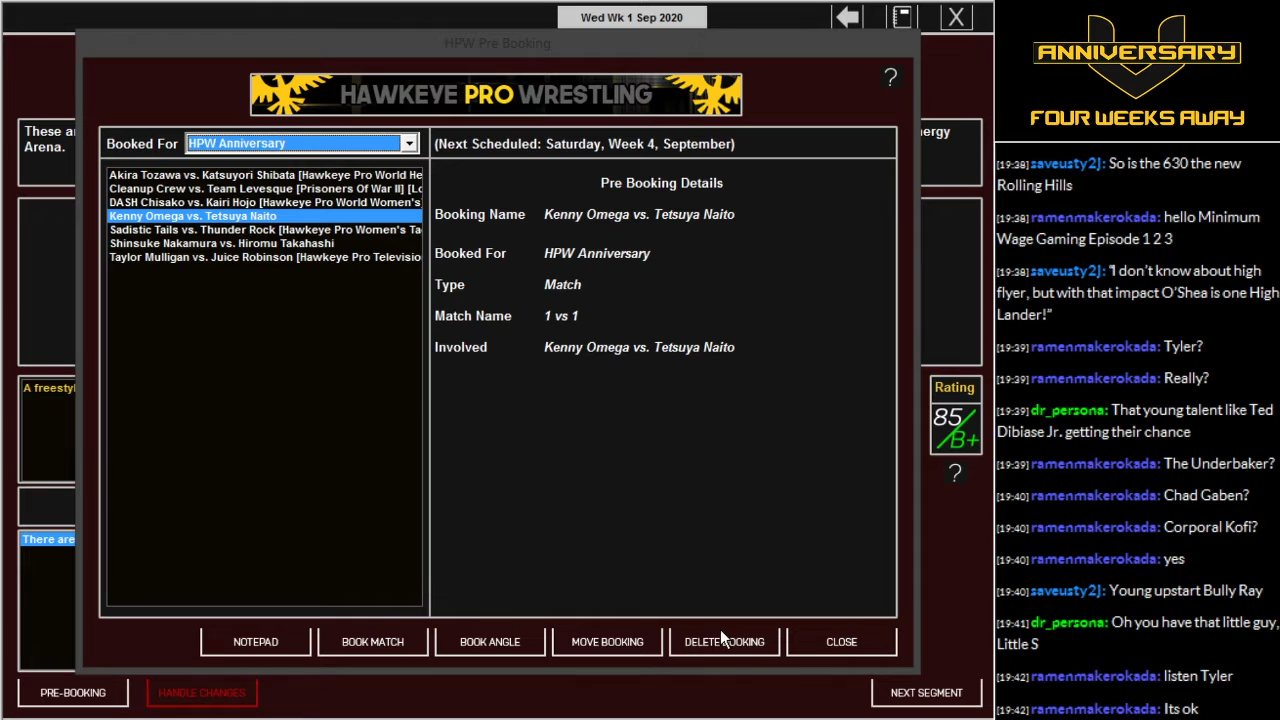 Wed Wk 1 Sep 2020
HPW Pre Booking
HAWKEYE PRO WRESTLING
?
These ar
Arena.
nergy
Booked For HPW Anniversary
(Next Scheduled: Saturday, Week 4, September)
Akira Tozawa vs. Katsuyori Shibata [Hawkeye Pro World He
Cleanup Crew vs. Team Levesque [Prisoners Of War II] [Lo
DASH Chisako vs. Kairi Hojo [Hawkeye Pro World Women's
Kenny Omega vs. Tetsuya Naito
Sadistic Tails vs. Thunder Rock [Hawkeye Pro Women's Ta
Shinsuke Nakamura vs. Hiromu Takahashi
Taylor Mulligan vs. Juice Robinson [Hawkeye Pro Televisio
Pre Booking Details
Booking Name Kenny Omega vs. Tetsuya Naito
Booked For HPW Anniversary
Type Match
Match Name 1 vs 1
Involved Kenny Omega vs. Tetsuya Naito
A freestyl
Rating
85
B+
?
There are
NOTEPAD
BOOK MATCH
BOOK ANGLE
MOVE BOOKING
DELETE BOOKING
CLOSE
PRE-BOOKING
HANDLE CHANGES
NEXT SEGMENT
ANNIVERSARY
FOUR WEEKS AWAY
[19:38] saveusty2J: So is the 630 the new
Rolling Hills
[19:38] ramenmakerokada: hello Minimum
Wage Gaming Episode 1 2 3
[19:38] saveusty2J: "I don't know about high
flyer, but with that impact O'Shea is one High
Lander!"
[19:39] ramenmakerokada: Tyler?
[19:39] ramenmakerokada: Really?
[19:39] dr_persona: That young talent like Ted
Dibiase Jr. getting their chance
[19:39] ramenmakerokada: The Underbaker?
[19:40] ramenmakerokada: Chad Gaben?
[19:40] ramenmakerokada: Corporal Kofi?
[19:40] ramenmakerokada: yes
[19:40] saveusty2J: Young upstart Bully Ray
[19:41] dr_persona: Oh you have that little guy,
Little S
[19:42] ramenmakerokada: listen Tyler
[19:42] ramenmakerokada: Its ok